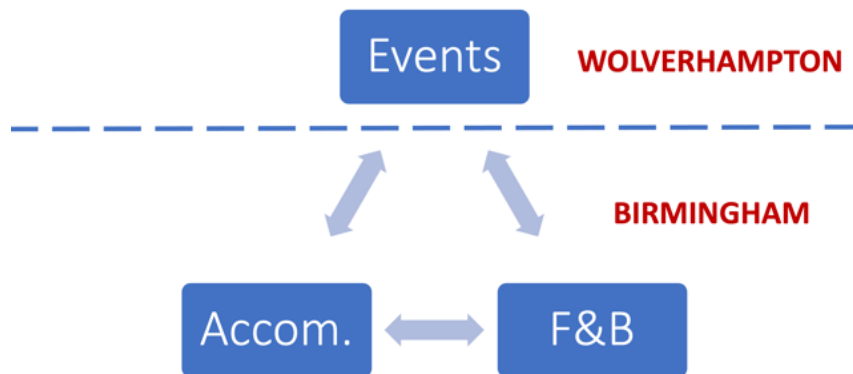 Events
WOLVERHAMPTON
BIRMINGHAM
Accom.
F&B